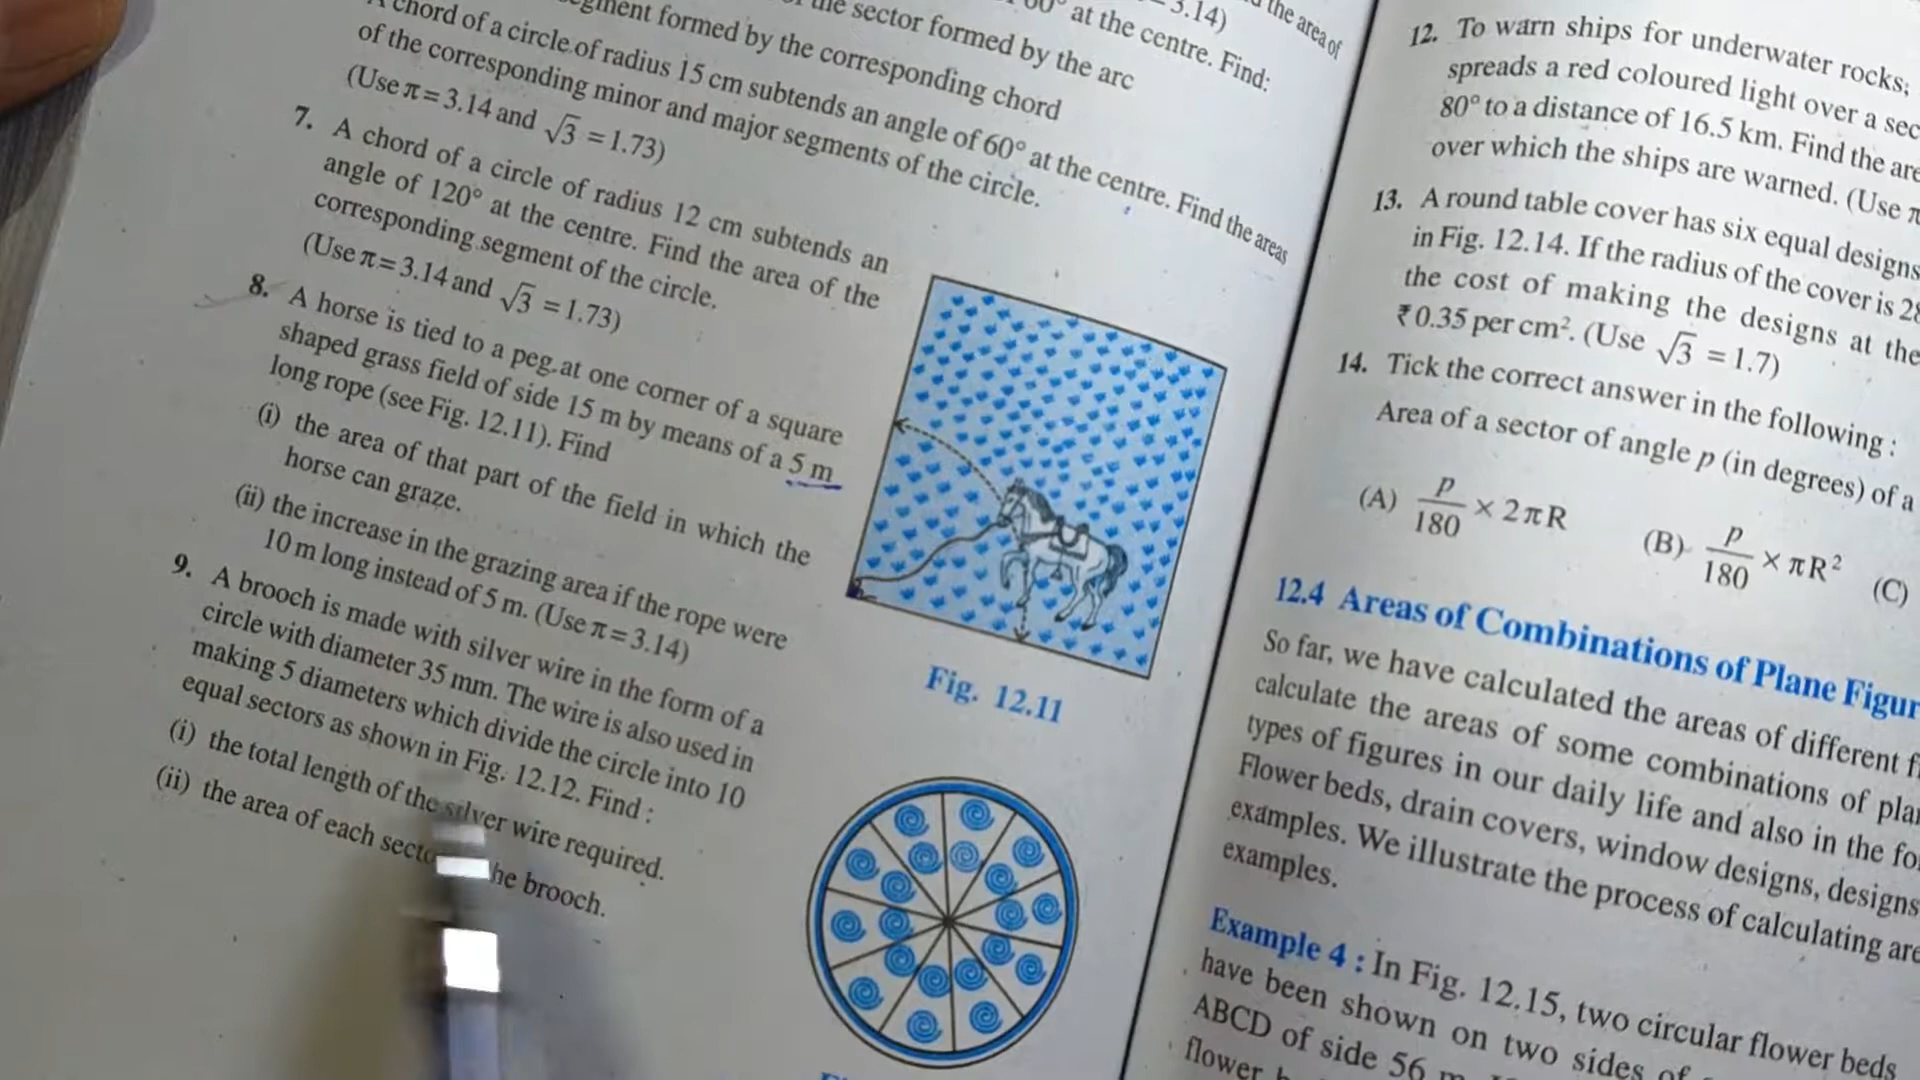 60° at the centre. Find:
the sector formed by the arc
formed by the corresponding chord
3.14)
the area of
chord of a circle of radius 15 cm subtends an angle of 60° at the centre. Find the areas
of the corresponding minor and major segments of the circle.
(Use π = 3.14 and √3 = 1.73)
7. A chord of a circle of radius 12 cm subtends an
angle of 120° at the centre. Find the area of the
corresponding segment of the circle.
(Use π = 3.14 and √3 = 1.73)
8. A horse is tied to a peg at one corner of a square
shaped grass field of side 15 m by means of a 5 m
long rope (see Fig. 12.11). Find
(i) the area of that part of the field in which the
horse can graze.
(ii) the increase in the grazing area if the rope were
10 m long instead of 5 m. (Use π = 3.14)
Fig. 12.11
9. A brooch is made with silver wire in the form of a
circle with diameter 35 mm. The wire is also used in
making 5 diameters which divide the circle into 10
equal sectors as shown in Fig. 12.12. Find :
(i) the total length of the silver wire required.
(ii) the area of each brooch.
12. To warn ships for underwater rocks,
spreads a red coloured light over a
80° to a distance of 16.5 km. Find the
over which the ships are warned. (Use π
13. A round table cover has six equal designs
in Fig. 12.14. If the radius of the cover is
the cost of making the designs at the
₹ 0.35 per cm². (Use √3 = 1.7)
14. Tick the correct answer in the following :
Area of a sector of angle p (in degrees) of a
(A) p/180 × 2πR (B) p/180 × πR² (C)
12.4 Areas of Combinations of Plane
So far, we have calculated the areas of different
calculate the areas of some combinations of
types of figures in our daily life and also in the
Flower beds, drain covers, window designs, designs
examples. We illustrate the process of calculating
examples.
Example 4 : In Fig. 12.15, two circular flower beds
have been shown on two sides of
ABCD of side 56
flower